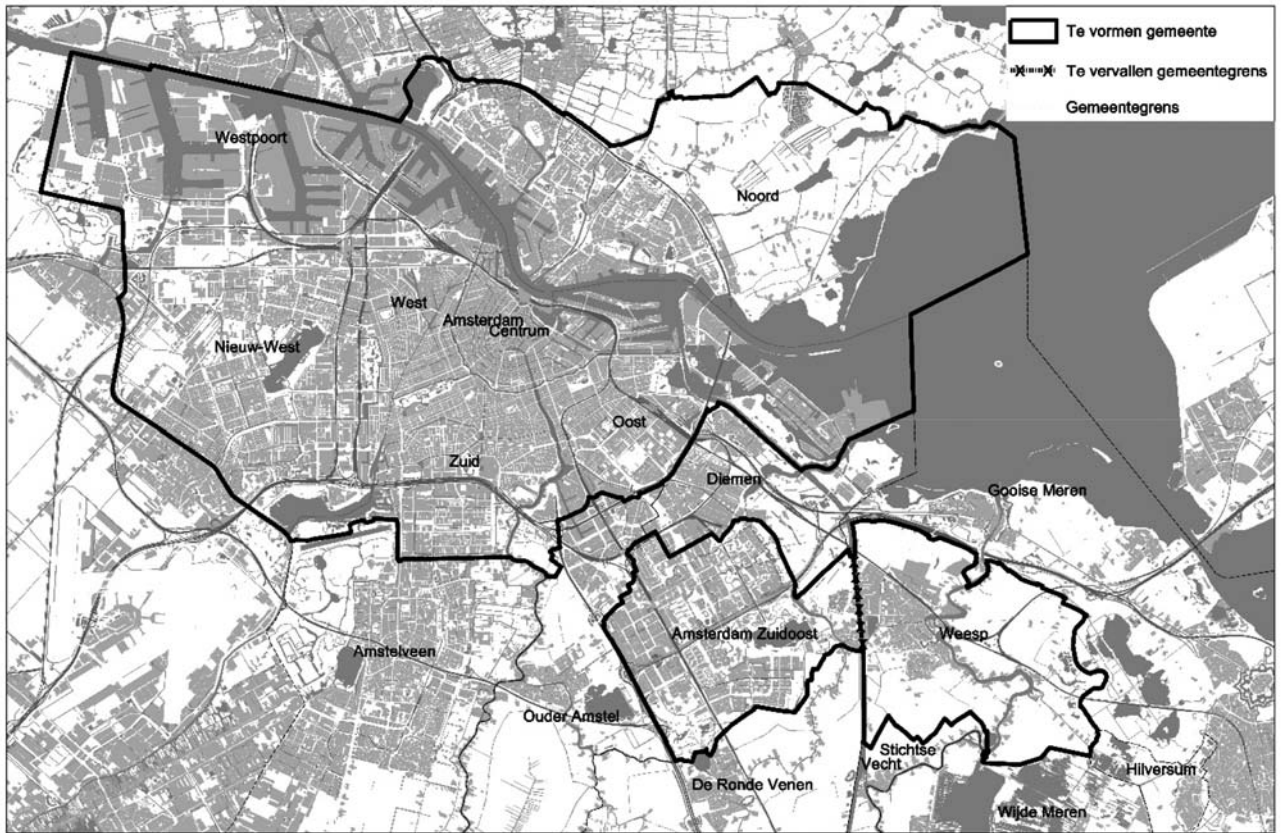 Te vormen gemeente
Te vervallen gemeentegrens
Gemeentegrens
Westpoort
Noord
West
Amsterdam
Centrum
Nieuw-West
Oost
Zuid
Diemen
Gooise Meren
Amsterdam Zuidoost
Weesp
Amstelveen
Ouder Amstel
Stichtse
Vecht
De Ronde Venen
Hilversum
Wijde Meren